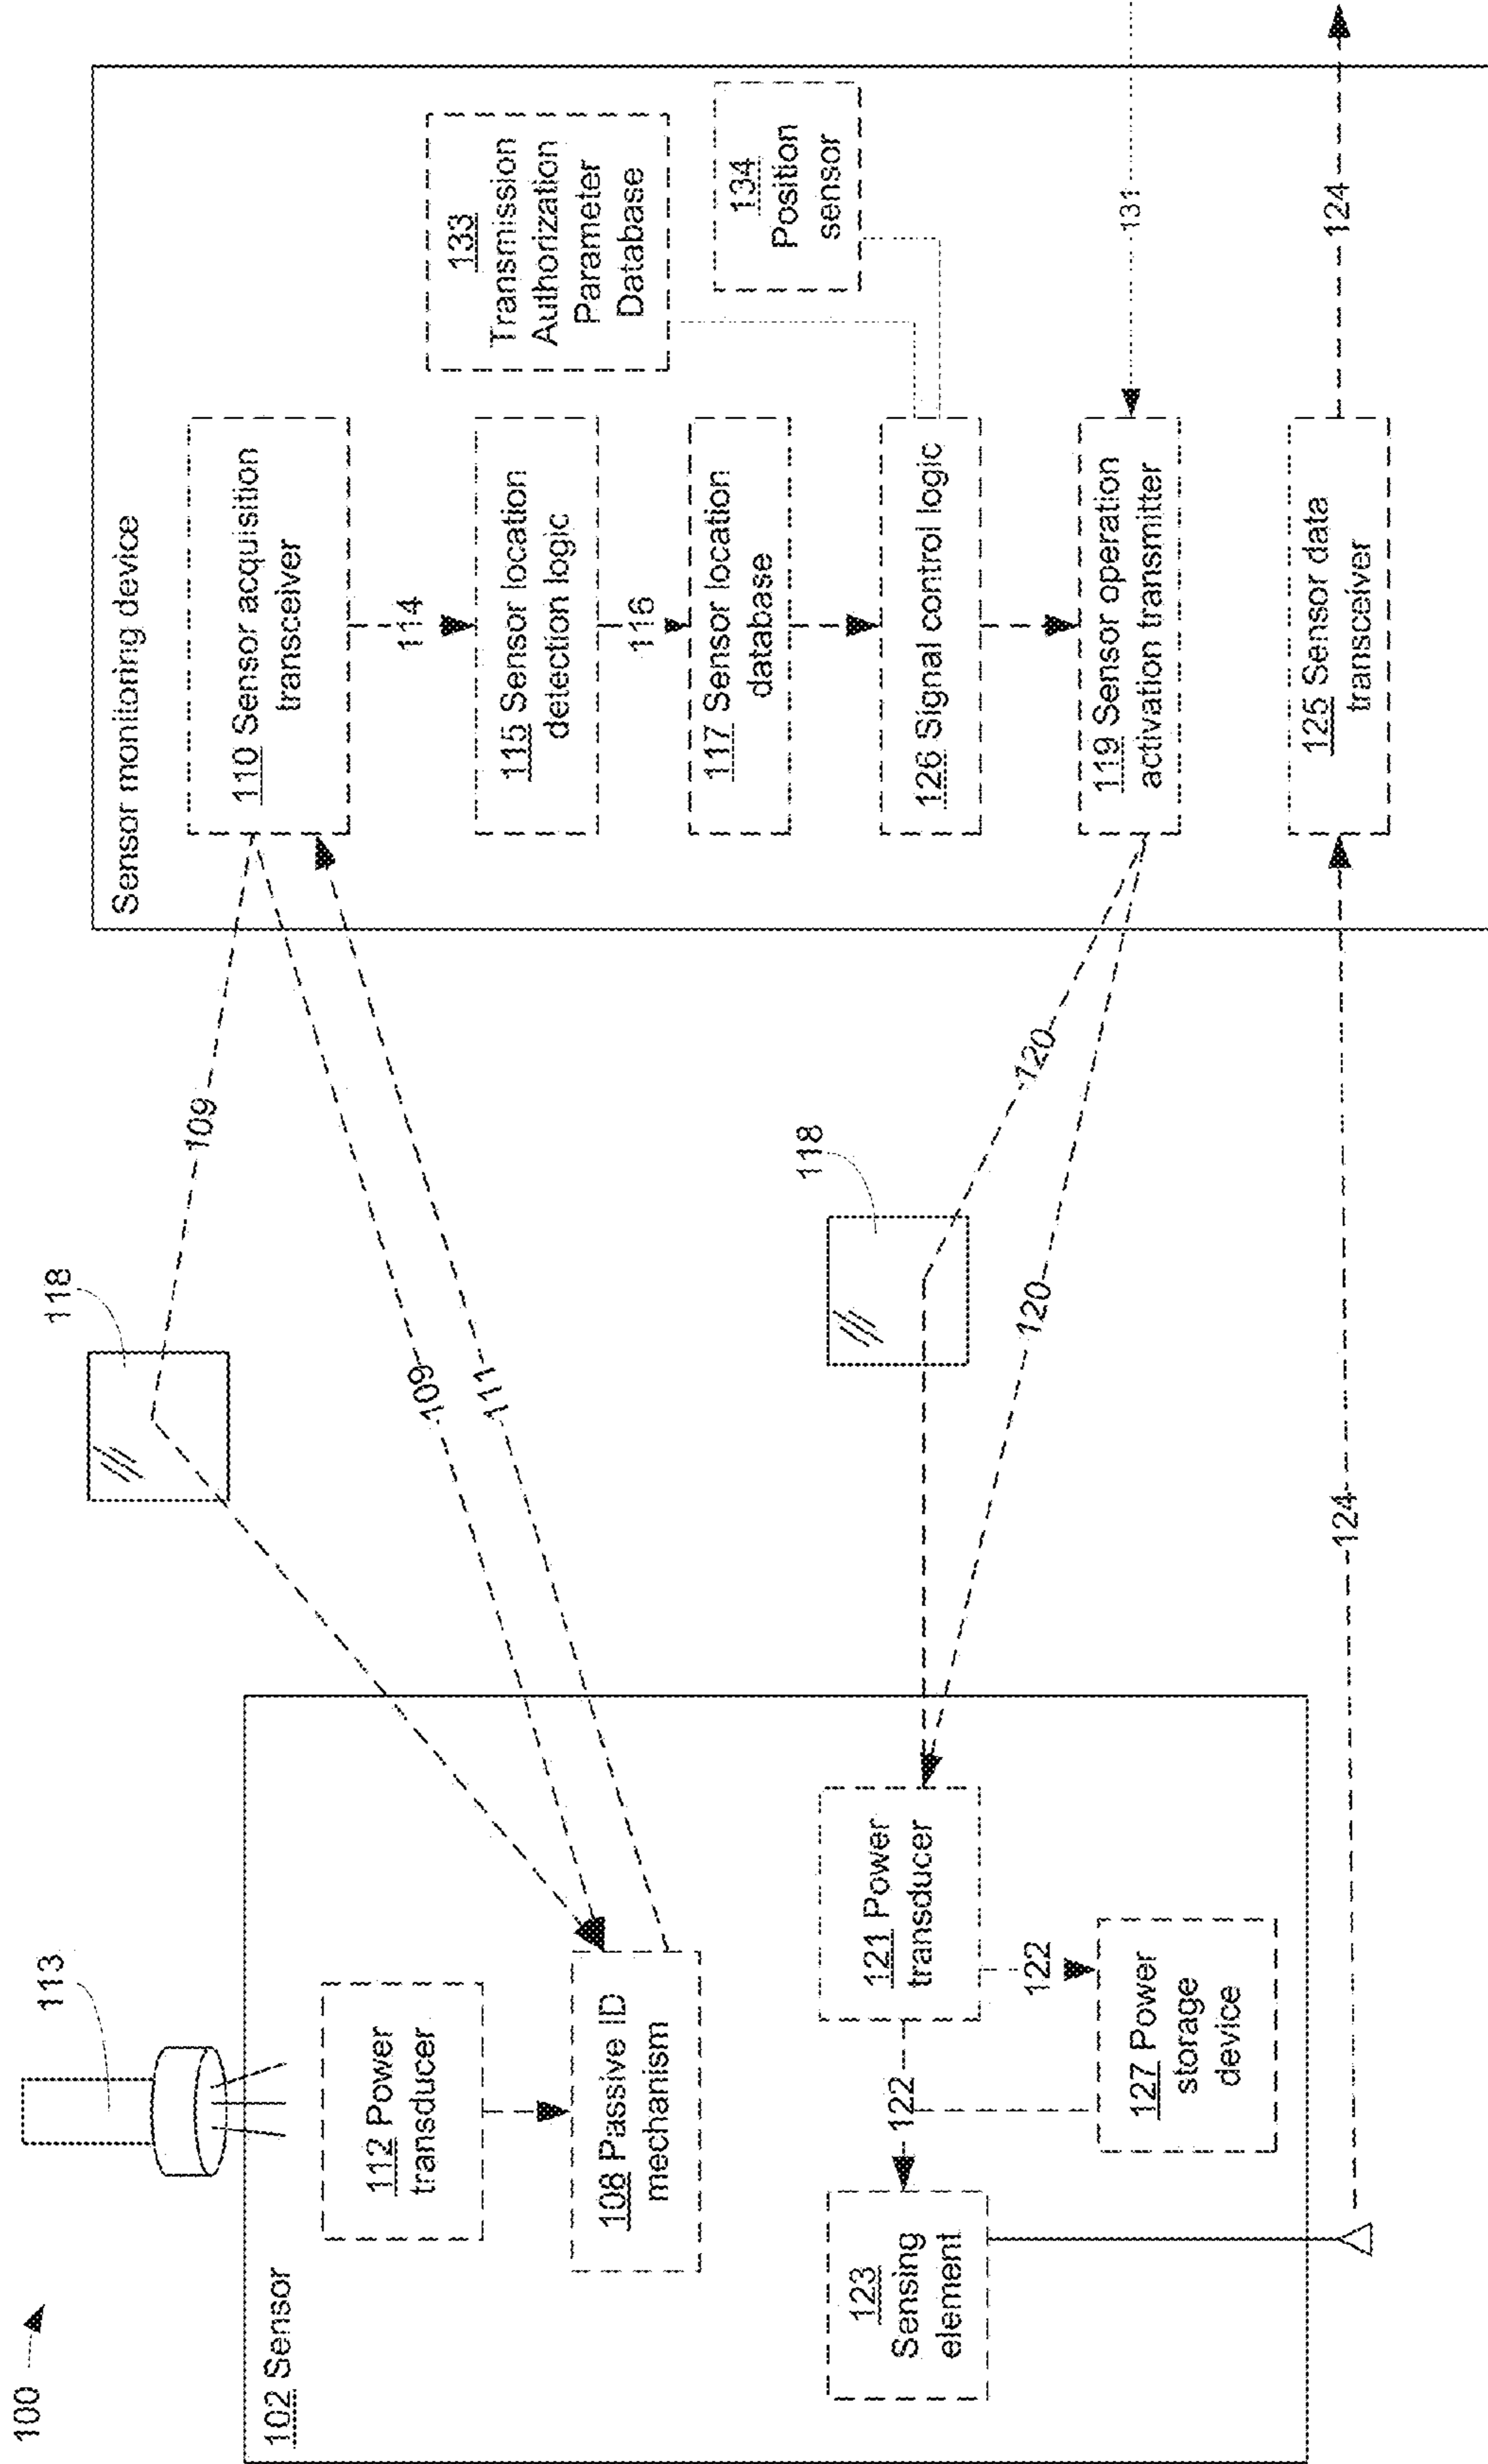 100
113
102 Sensor
112 Power
transducer
108 Passive ID
mechanism
123
Sensing
element
122
121 Power
transducer
122
127 Power
storage
device
118
109
109
111
118
120
120
124
Sensor monitoring device
110 Sensor acquisition
transceiver
114
115 Sensor location
detection logic
116
117 Sensor location
database
126 Signal control logic
119 Sensor operation
activation transmitter
125 Sensor data
transceiver
133
Transmission
Authorization
Parameter
Database
134
Position
sensor
131
124